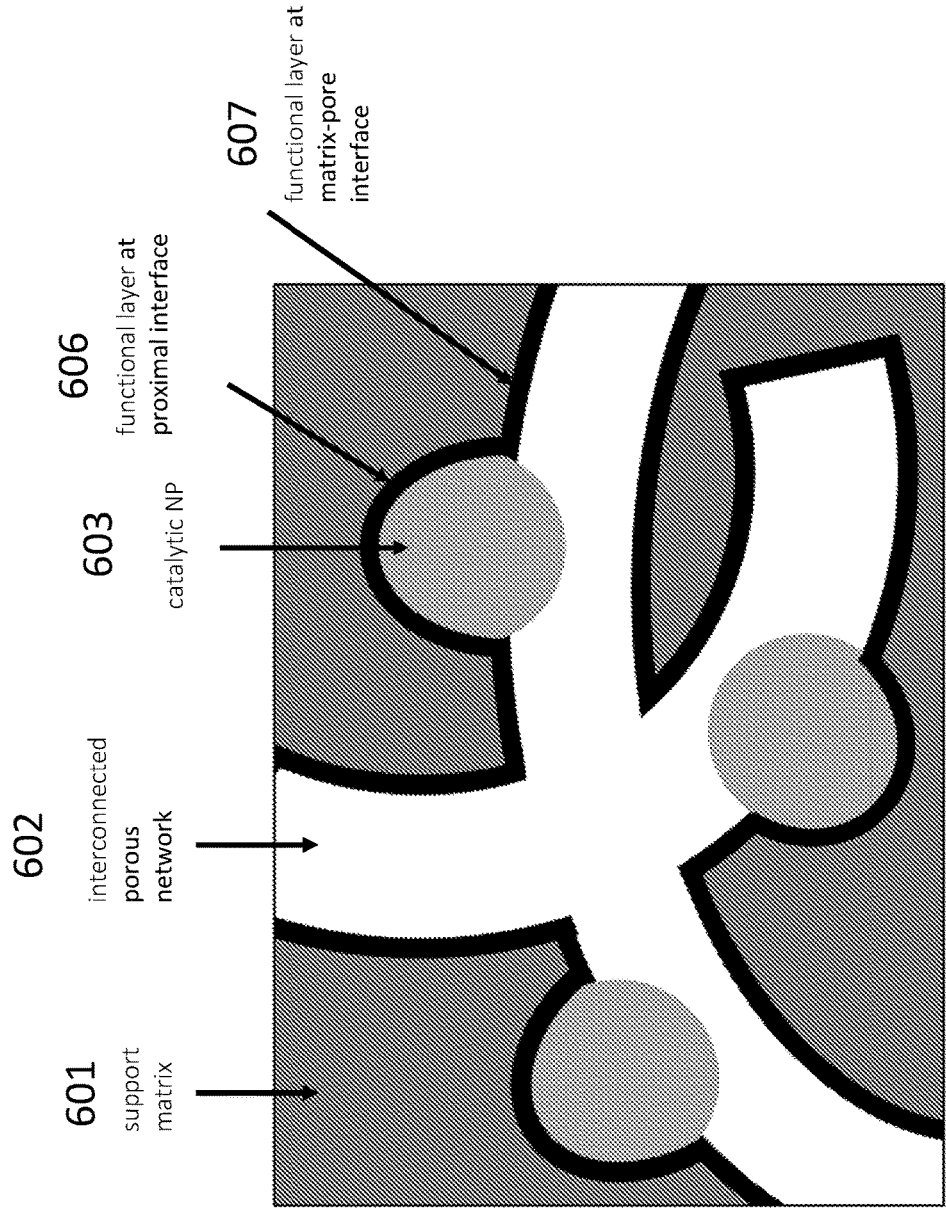 601
support
matrix
602
interconnected
porous
network
603
catalytic NP
606
functional layer at
proximal interface
607
functional layer at
matrix-pore
interface